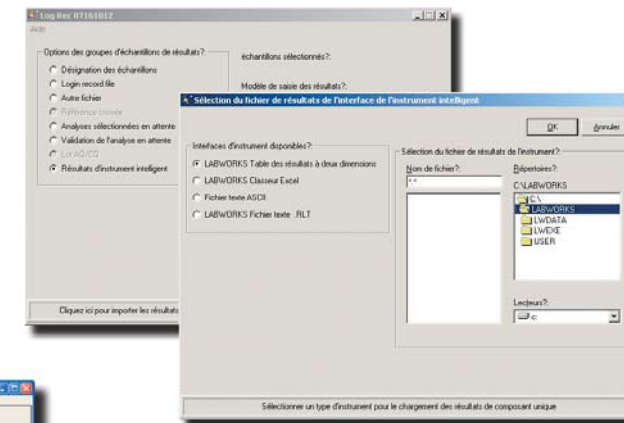 Log Rec 07161012
Aide
Options des groupes d'échantillons de résultats?:
Désignation des échantillons
Login record file
Autre fichier
Référence croisée
Analyses sélectionnées en attente
Validation de l'analyse en attente
Lot AQ/CQ
Résultats d'instrument intelligent
échantillons sélectionnés?:
Modèle de saisie des résultats?:
Cliquez ici pour importer les résultats
Sélection du fichier de résultats de l'interface de l'instrument intelligent
OK
Annuler
Interfaces d'instrument disponibles?:
LABWORKS Table des résultats à deux dimensions
LABWORKS Classeur Excel
Fichier texte ASCII
LABWORKS Fichier texte .RLT
Sélection du fichier de résultats de l'instrument?:
Nom de fichier?:
*.*
Répertoires?:
C:\LABWORKS
C:\
LABWORKS
LWDATA
LWEXE
USER
Lecteurs?:
c:
Sélectionner un type d'instrument pour le chargement des résultats de composant unique